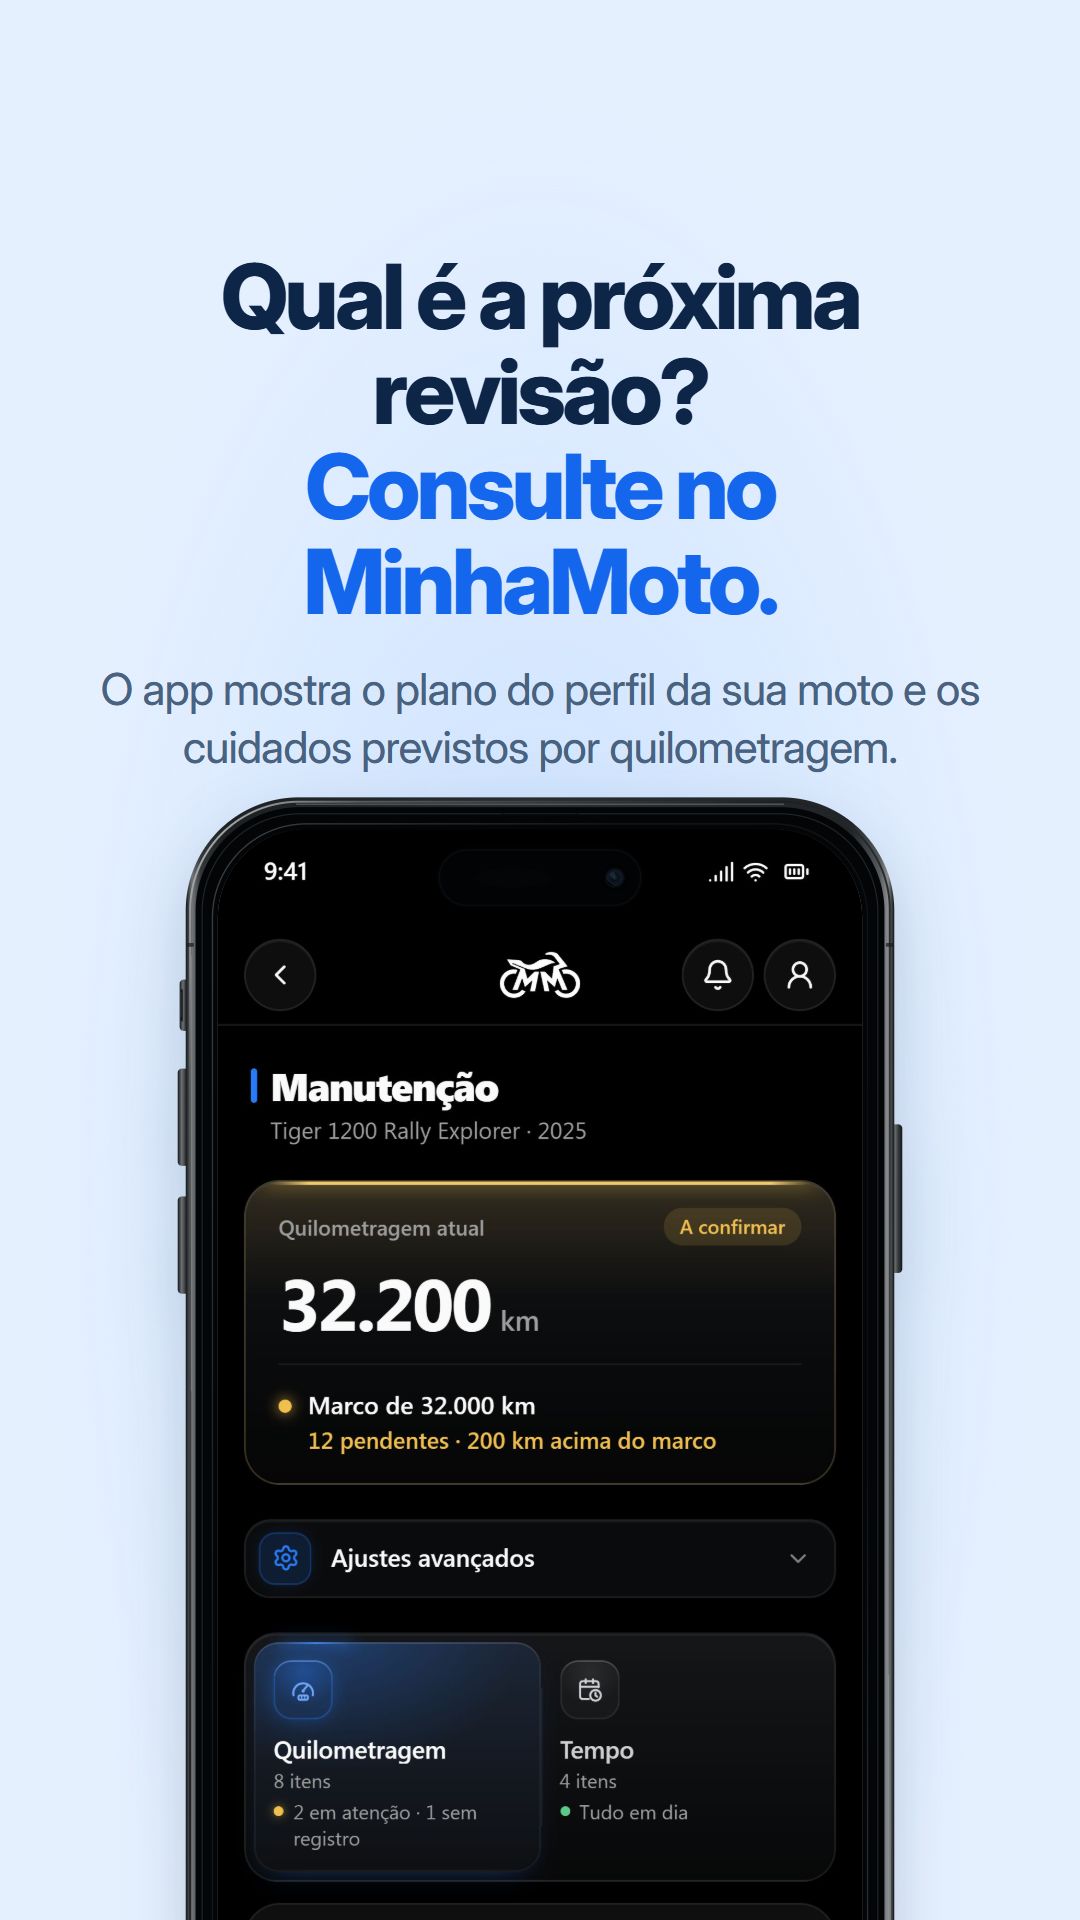 Qual é a próxima
revisão?
Consulte no
MinhaMoto.
O app mostra o plano do perfil da sua moto e os
cuidados previstos por quilometragem.
9:41
MM
Manutenção
Tiger 1200 Rally Explorer · 2025
Quilometragem atual
A confirmar
32.200 km
Marco de 32.000 km
12 pendentes · 200 km acima do marco
Ajustes avançados
Quilometragem
8 itens
2 em atenção · 1 sem
registro
Tempo
4 itens
Tudo em dia